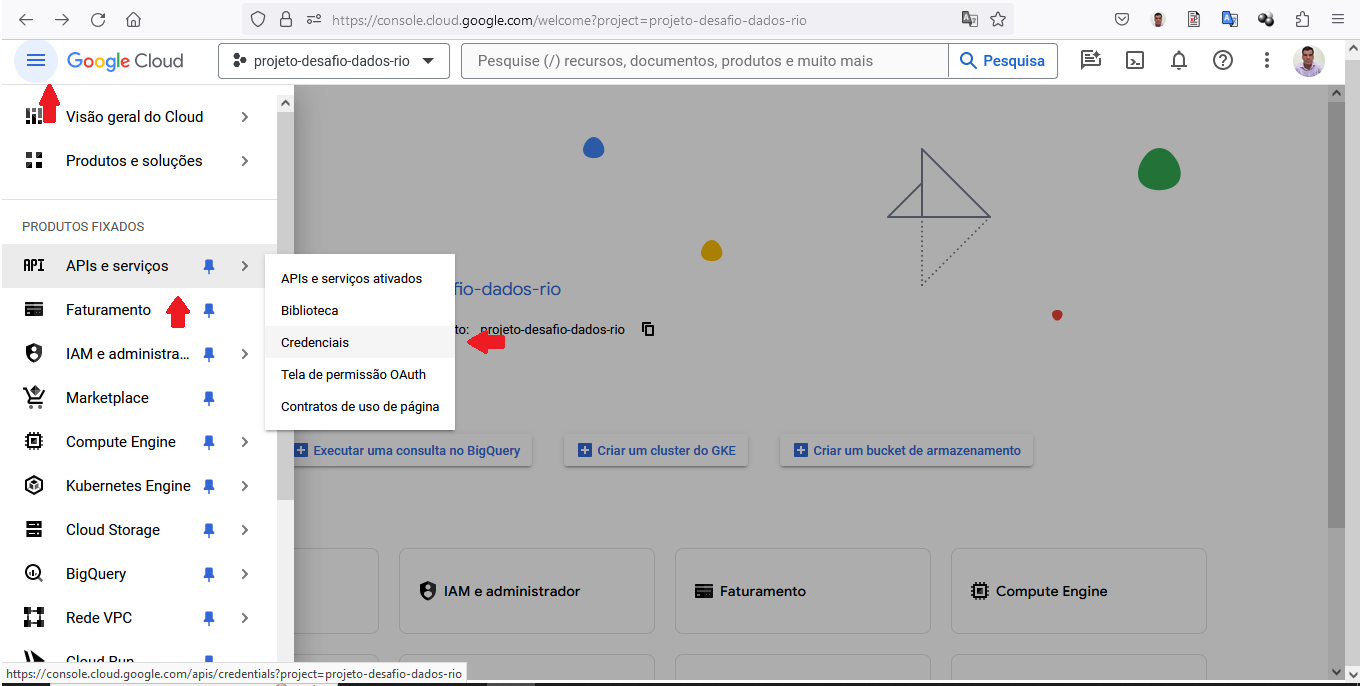 https://console.cloud.google.com/welcome?project=projeto-desafio-dados-rio
Google Cloud
projeto-desafio-dados-rio
Pesquise (/) recursos, documentos, produtos e muito mais
Pesquisa
Visão geral do Cloud
Produtos e soluções
PRODUTOS FIXADOS
API APIs e serviços
Faturamento
IAM e administra...
Marketplace
Compute Engine
Kubernetes Engine
Cloud Storage
BigQuery
Rede VPC
Cloud Run
APIs e serviços ativados
Biblioteca
Credenciais
Tela de permissão OAuth
Contratos de uso de página
fio-dados-rio
to: projeto-desafio-dados-rio
Executar uma consulta no BigQuery
Criar um cluster do GKE
Criar um bucket de armazenamento
IAM e administrador
Faturamento
Compute Engine
https://console.cloud.google.com/apis/credentials?project=projeto-desafio-dados-rio